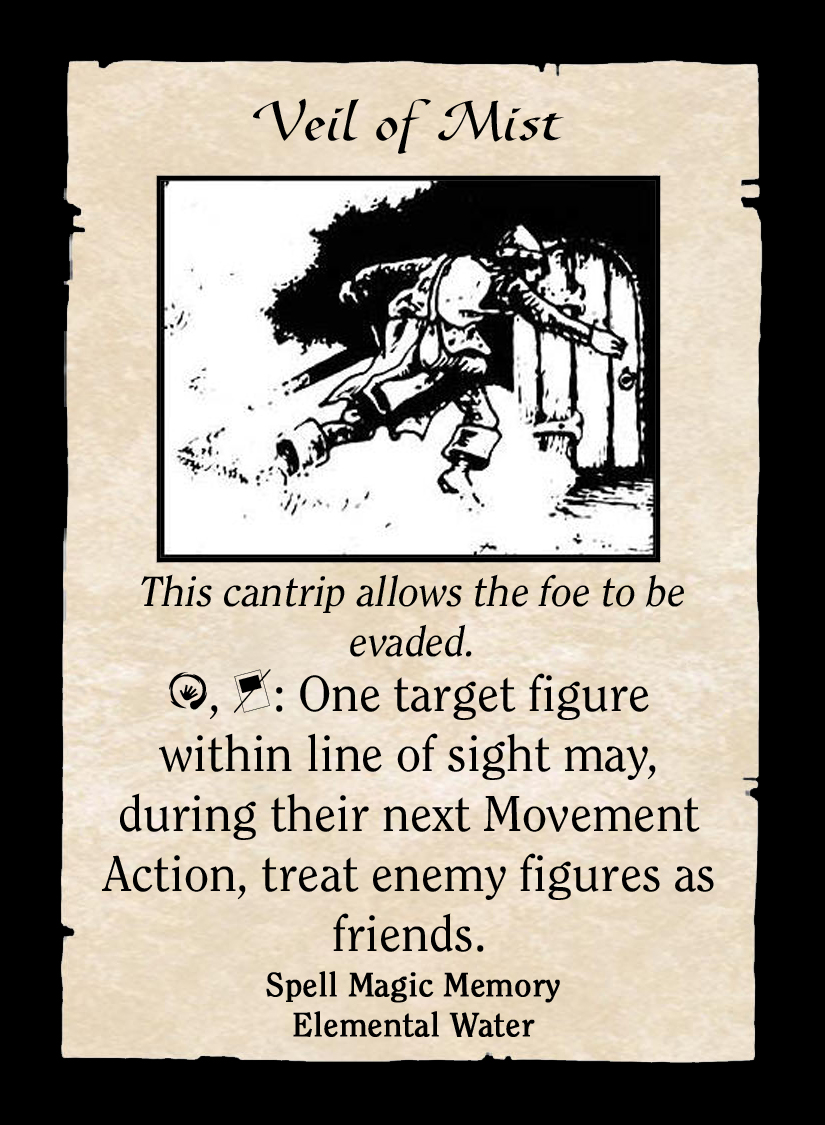 Veil of Mist
This cantrip allows the foe to be
evaded.
, : One target figure
within line of sight may,
during their next Movement
Action, treat enemy figures as
friends.
Spell Magic Memory
Elemental Water